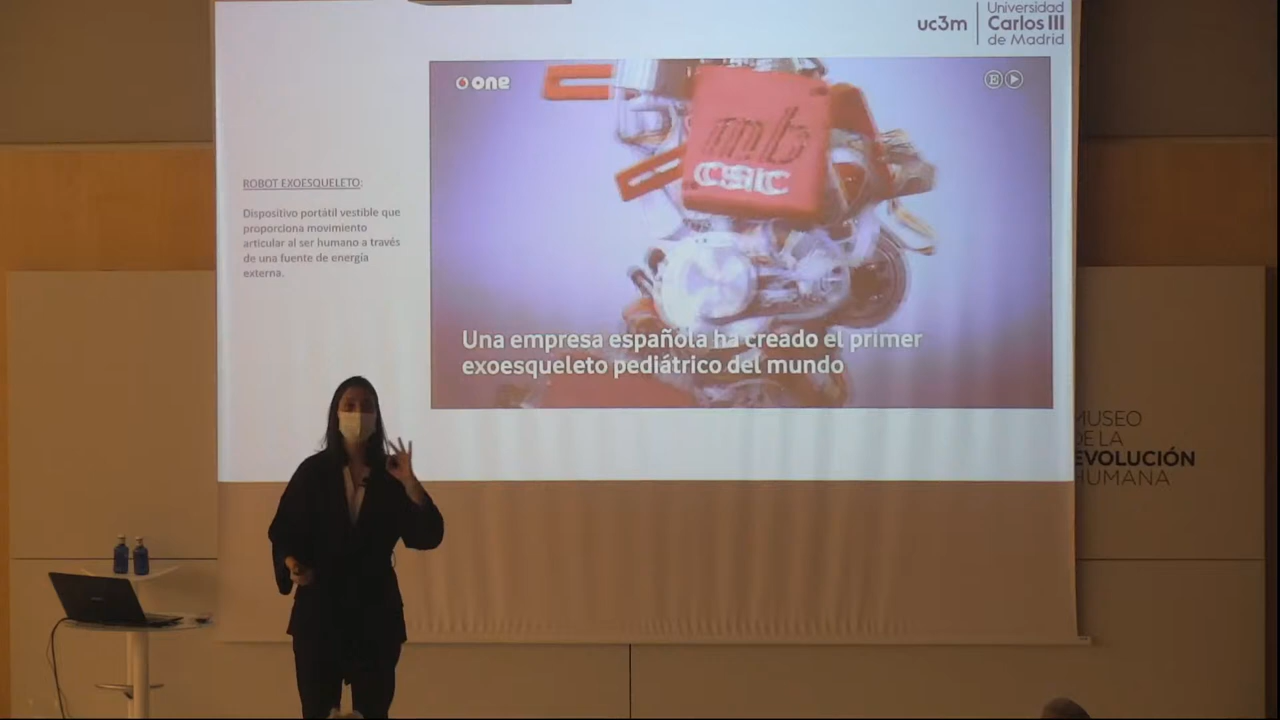 uc3m
Universidad
Carlos III
de Madrid
one
E
ROBOT EXOESQUELETO:
Dispositivo portátil vestible que
proporciona movimiento
articular al ser humano a través
de una fuente de energía
externa.
mb
CSIC
Una empresa española ha creado el primer
exoesqueleto pediátrico del mundo
MUSEO
DE LA
EVOLUCIÓN
HUMANA